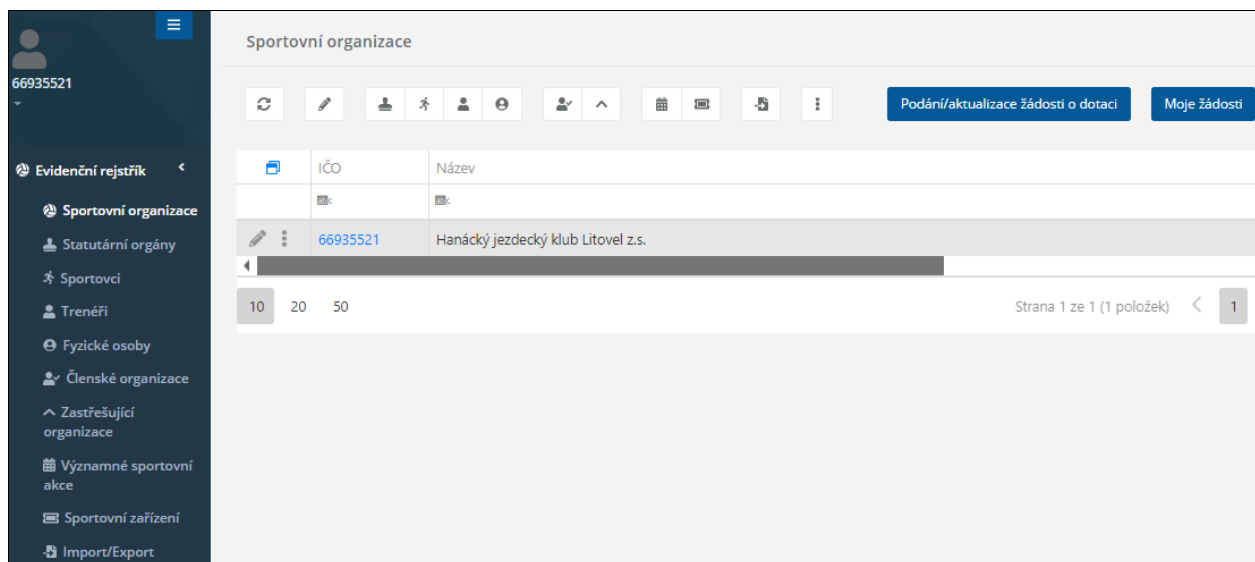 66935521
Evidenční rejstřík
Sportovní organizace
Statutární orgány
Sportovci
Trenéři
Fyzické osoby
Členské organizace
Zastřešující
organizace
Významné sportovní
akce
Sportovní zařízení
Import/Export
Sportovní organizace
Podání/aktualizace žádosti o dotaci Moje žádosti
IČO Název
66935521 Hanácký jezdecký klub Litovel z.s.
10 20 50 Strana 1 ze 1 (1 položek) 1